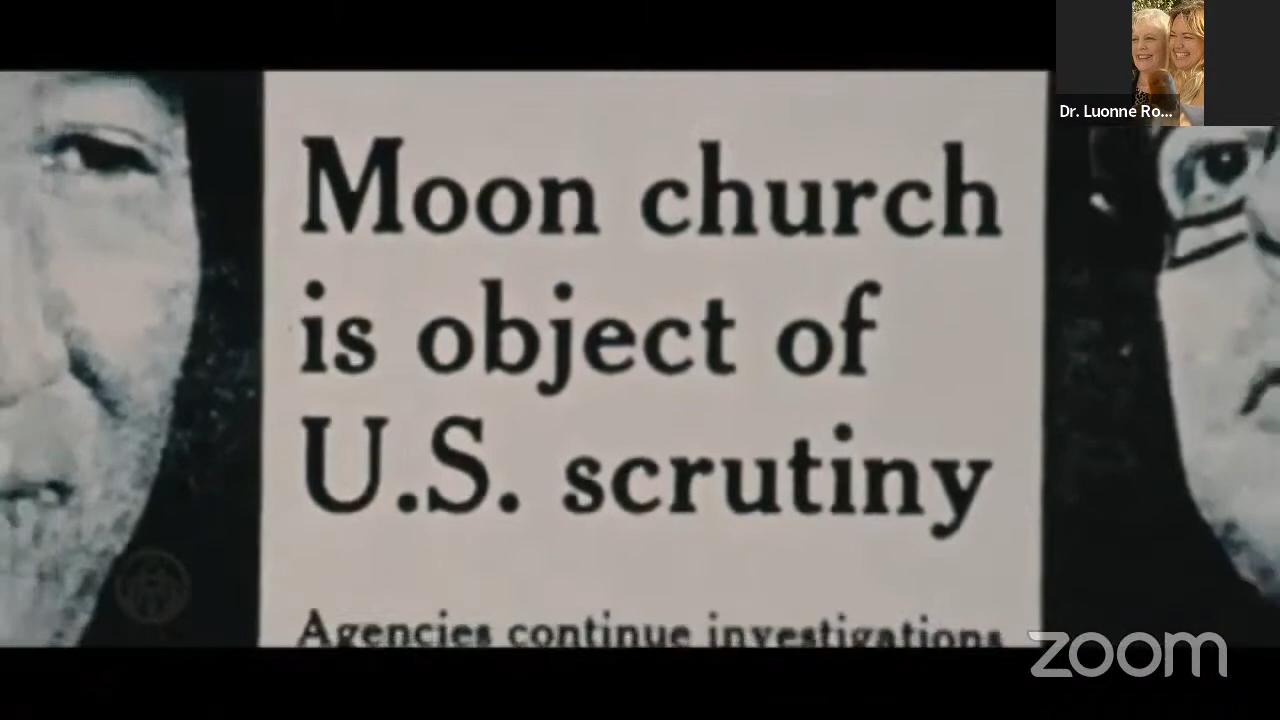 Moon church
is object of
U.S. scrutiny
Agencies continue investigations
Dr. Luonne Ro...
zoom